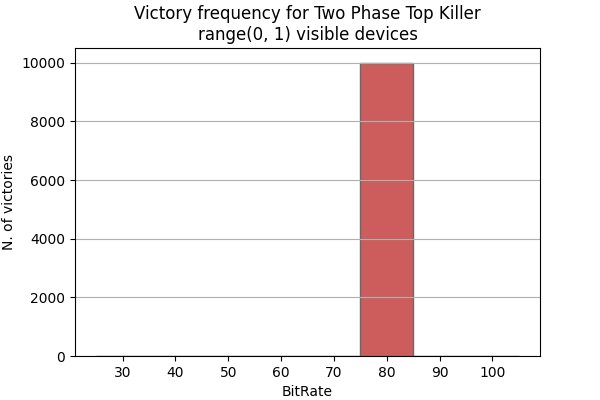 Victory frequency for Two Phase Top Killer
range(0, 1) visible devices
10000
8000
6000
4000
2000
0
N. of victories
30 40 50 60 70 80 90 100
BitRate